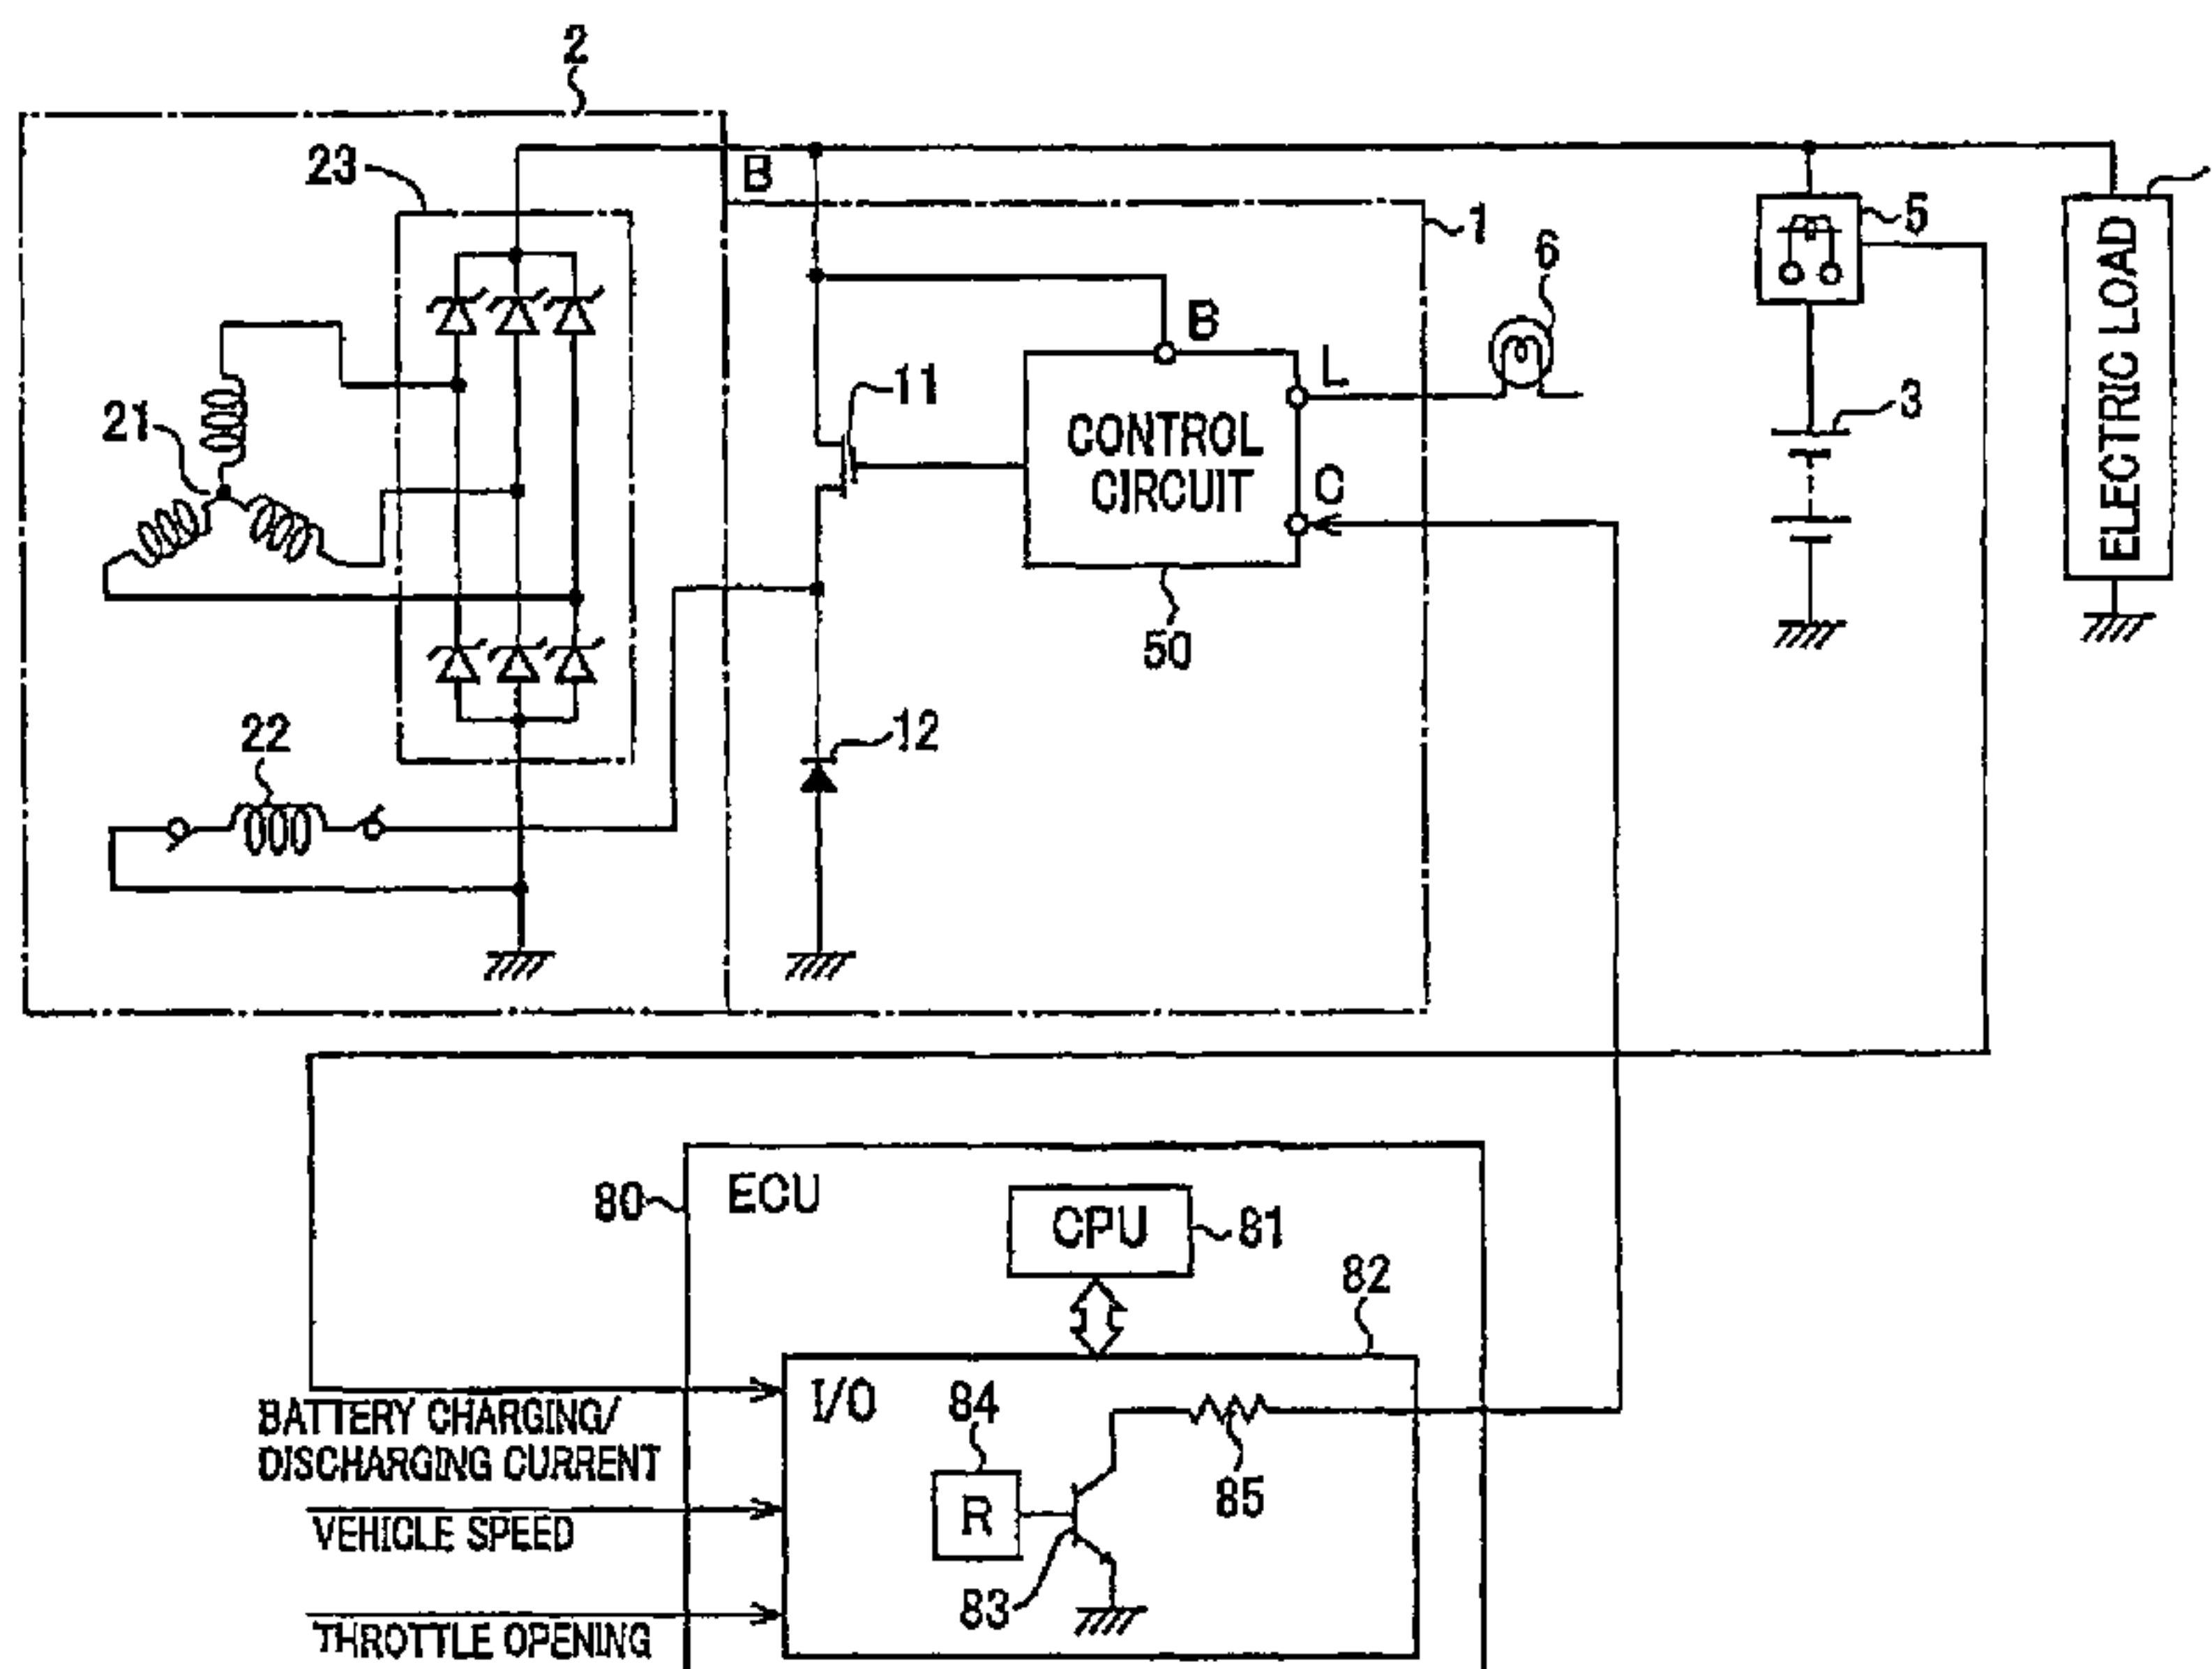 2
23
B
1
5
6
B
11
L
3
21
CONTROL
CIRCUIT
C
ELECTRIC LOAD
50
22
12
80
ECU
CPU
81
82
BATTERY CHARGING/
DISCHARGING CURRENT
I/O
84
R
85
VEHICLE SPEED
83
THROTTLE OPENING